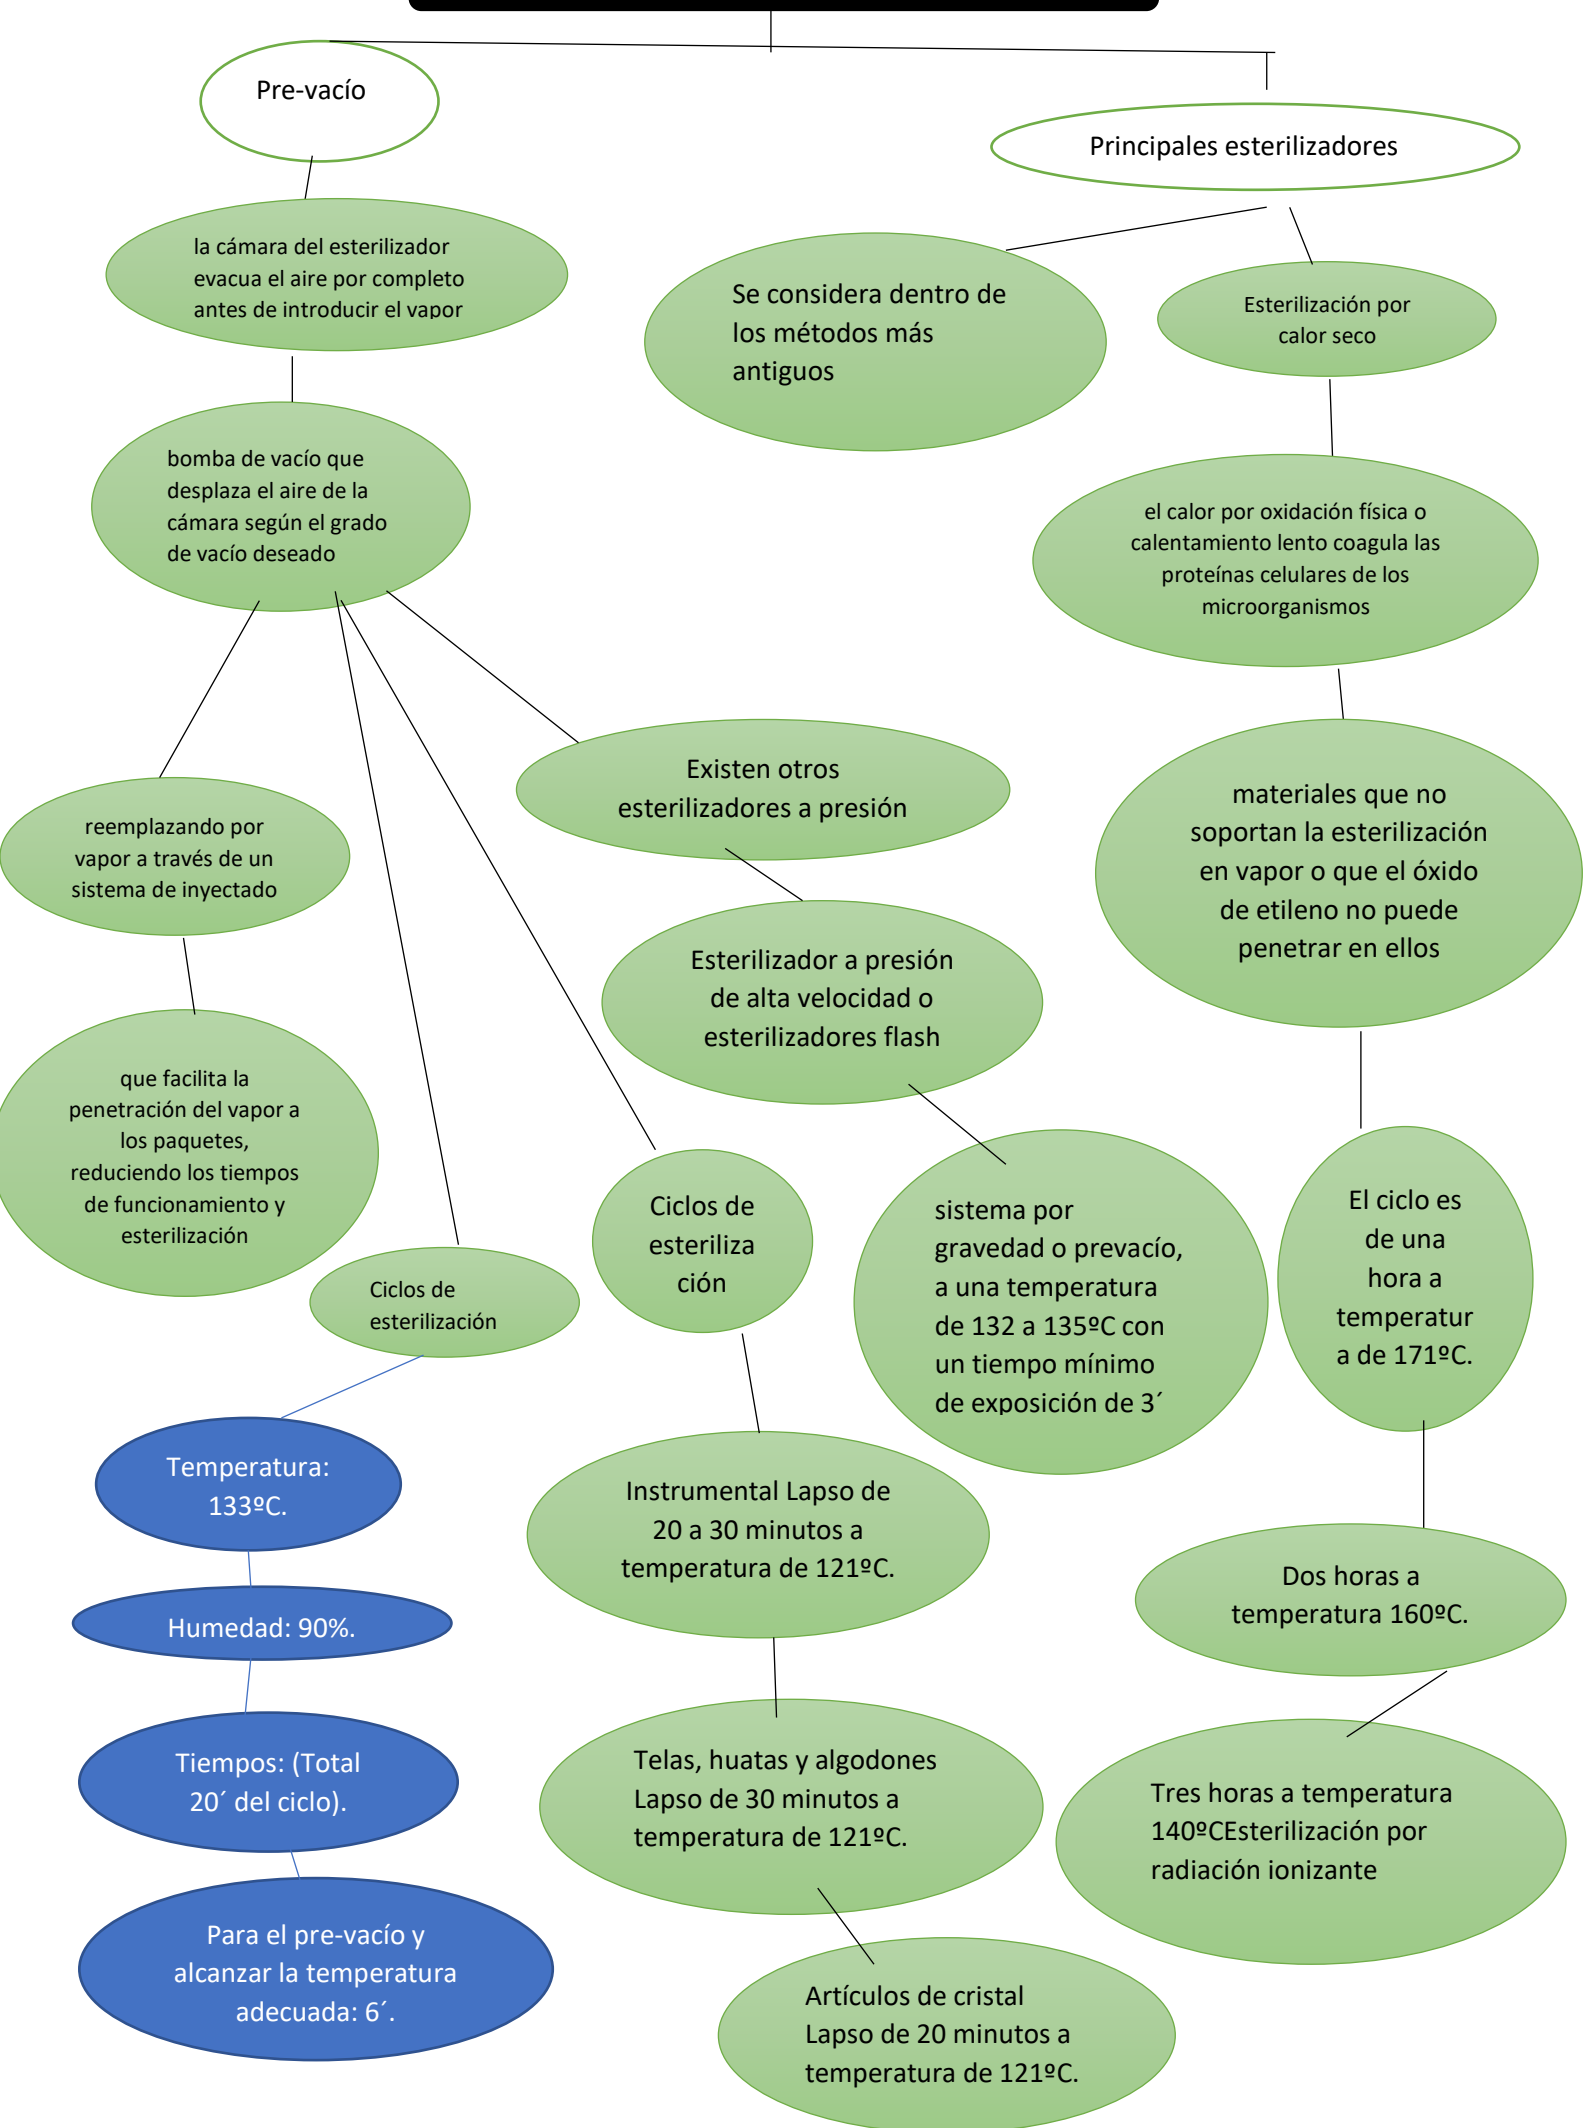 Pre-vacío
Principales esterilizadores
la cámara del esterilizador
evacua el aire por completo
antes de introducir el vapor
Se considera dentro de
los métodos más
antiguos
Esterilización por
calor seco
bomba de vacío que
desplaza el aire de la
cámara según el grado
de vacío deseado
el calor por oxidación física o
calentamiento lento coagula las
proteínas celulares de los
microorganismos
Existen otros
esterilizadores a presión
materiales que no
soportan la esterilización
en vapor o que el óxido
de etileno no puede
penetrar en ellos
reemplazando por
vapor a través de un
sistema de inyectado
Esterilizador a presión
de alta velocidad o
esterilizadores flash
que facilita la
penetración del vapor a
los paquetes,
reduciendo los tiempos
de funcionamiento y
esterilización
Ciclos de
esterilización
Ciclos de
esteriliza
ción
sistema por
gravedad o prevacío,
a una temperatura
de 132 a 135ºC con
un tiempo mínimo
de exposición de 3´
El ciclo es
de una
hora a
temperatur
a de 171ºC.
Temperatura:
133ºC.
Instrumental Lapso de
20 a 30 minutos a
temperatura de 121ºC.
Dos horas a
temperatura 160ºC.
Humedad: 90%.
Tiempos: (Total
20´ del ciclo).
Telas, huatas y algodones
Lapso de 30 minutos a
temperatura de 121ºC.
Tres horas a temperatura
140ºCEsterilización por
radiación ionizante
Para el pre-vacío y
alcanzar la temperatura
adecuada: 6´.
Artículos de cristal
Lapso de 20 minutos a
temperatura de 121ºC.